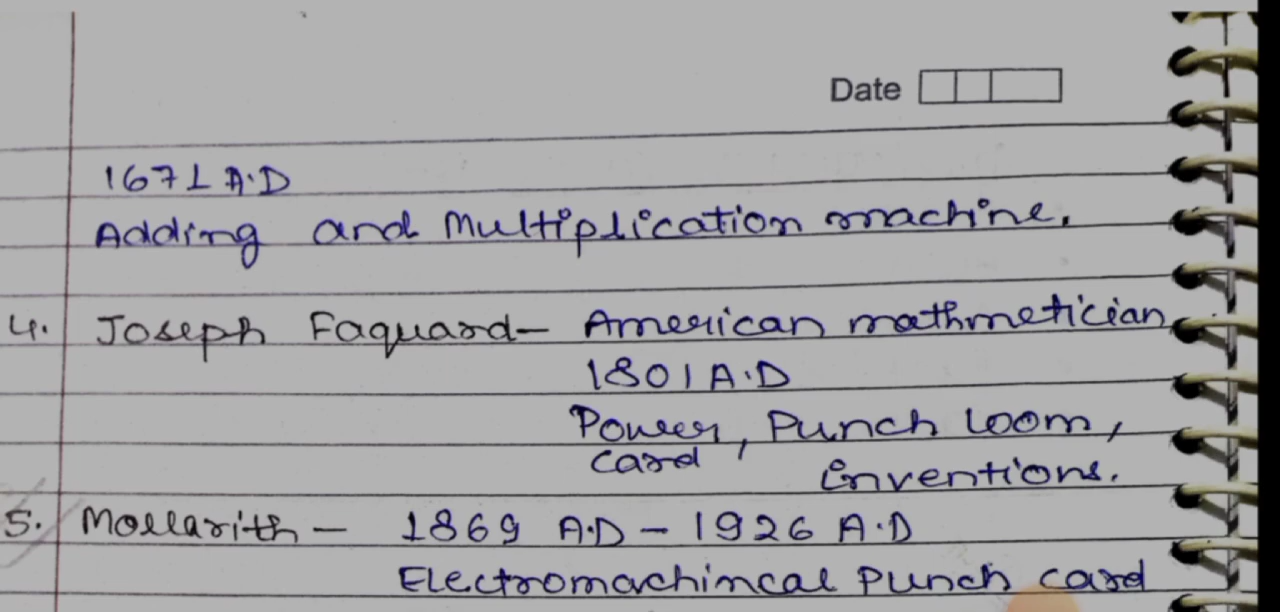 Date
1671 A.D
Adding and Multiplication machine.
4. Joseph Faquard- American mathmetician
1801 A.D
Power, Punch loom,
card, inventions.
5. Mollarith - 1869 A.D - 1926 A.D
Electromachincal Punch card